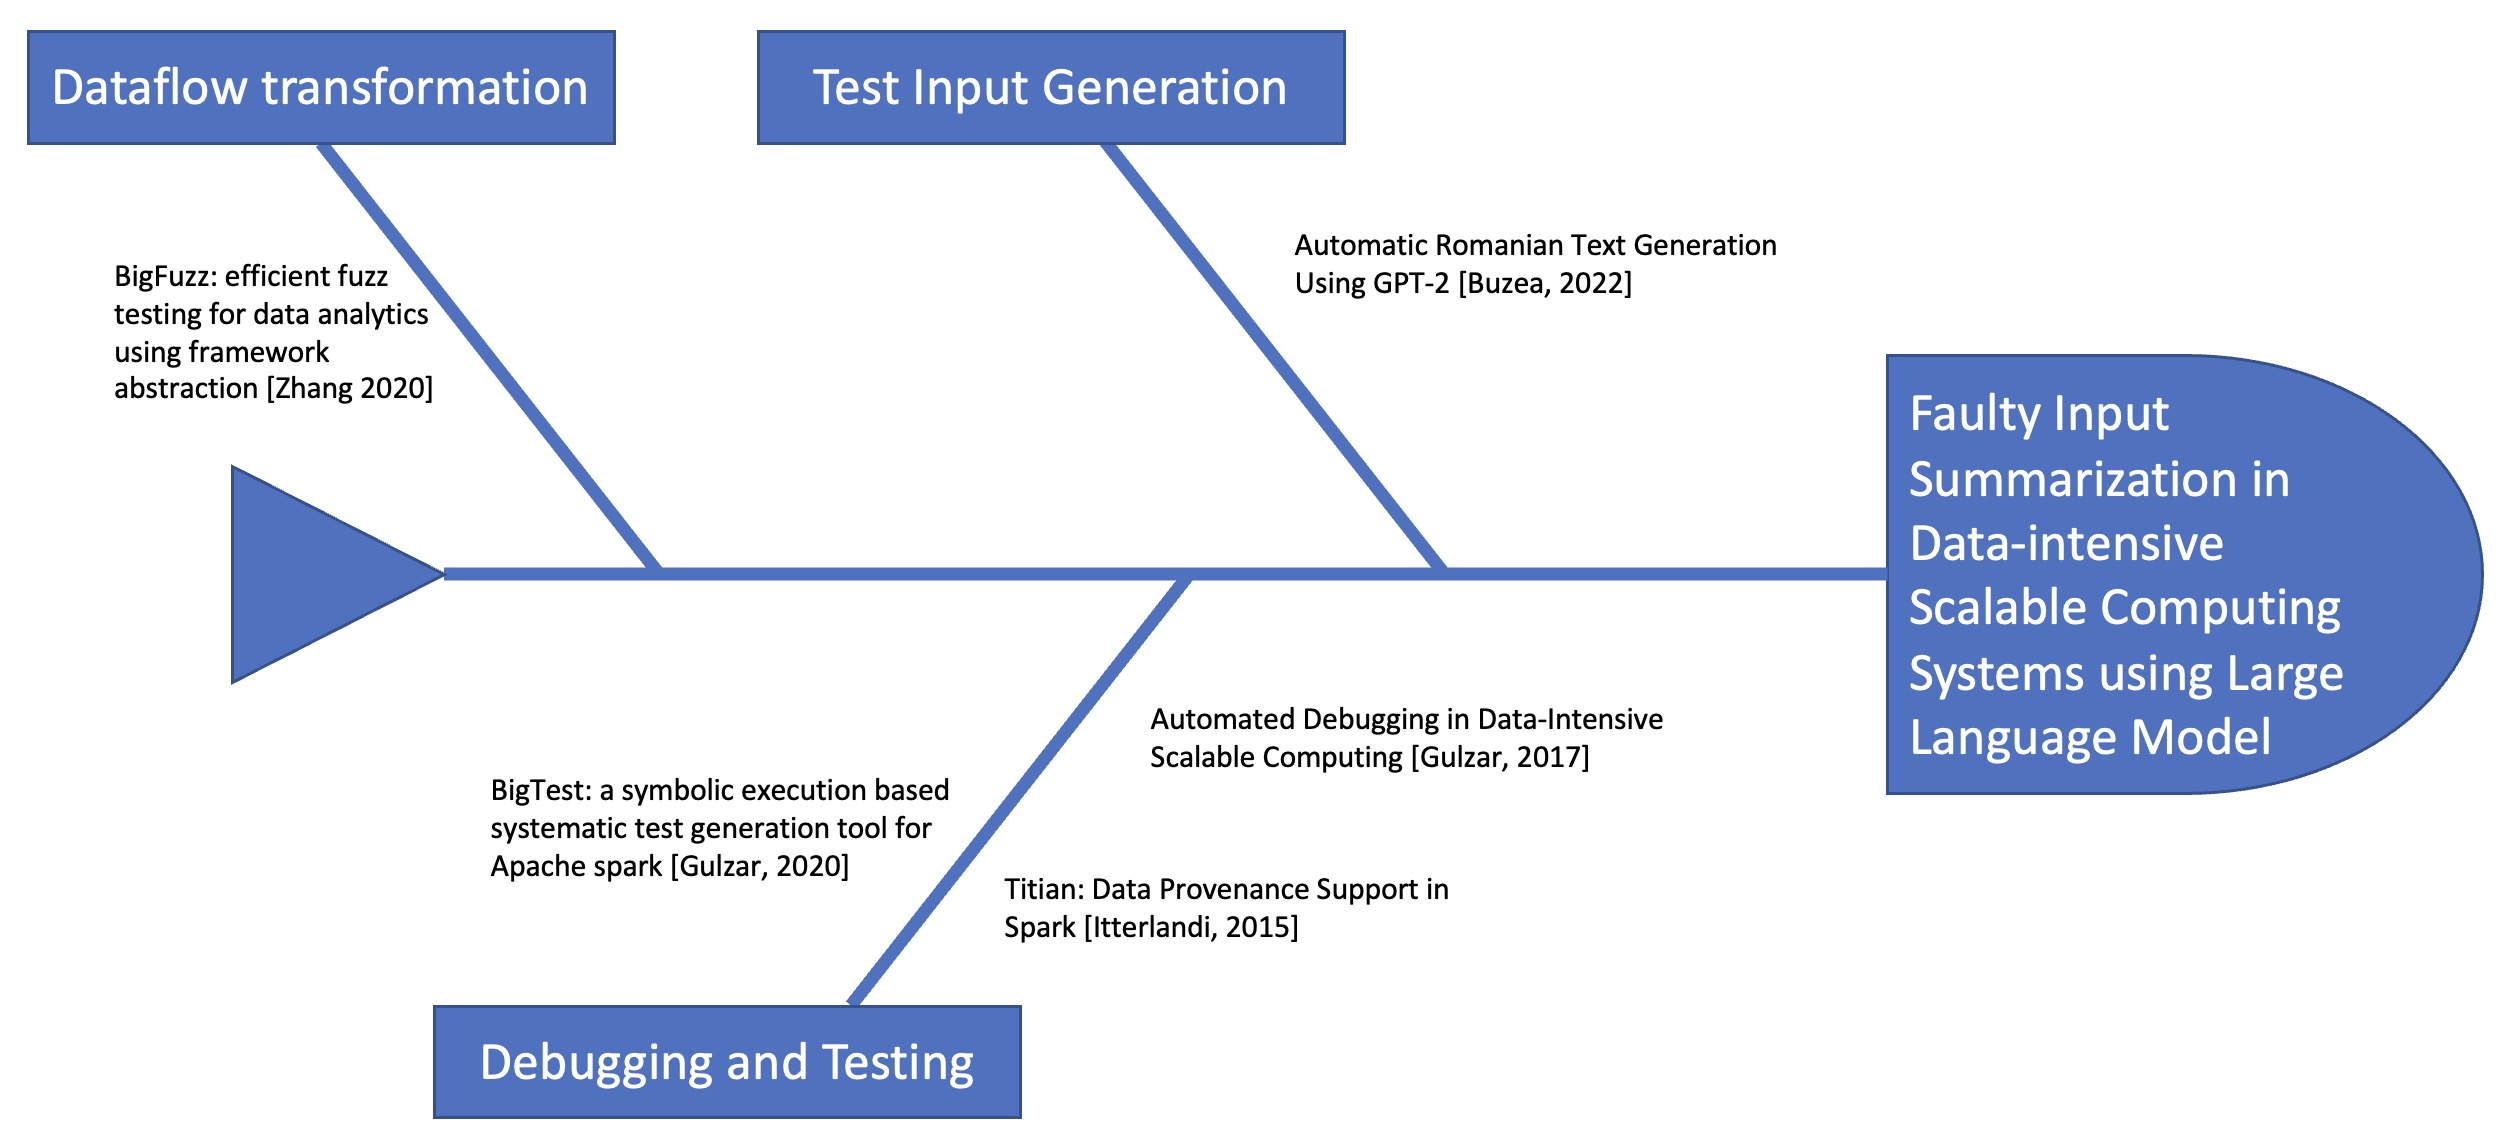 Dataflow transformation
Test Input Generation
Automatic Romanian Text Generation
Using GPT-2 [Buzea, 2022]
BigFuzz: efficient fuzz
testing for data analytics
using framework
abstraction [Zhang 2020]
Faulty Input
Summarization in
Data-intensive
Scalable Computing
Systems using Large
Language Model
Automated Debugging in Data-Intensive
Scalable Computing [Gulzar, 2017]
BigTest: a symbolic execution based
systematic test generation tool for
Apache spark [Gulzar, 2020]
Titian: Data Provenance Support in
Spark [Itterlandi, 2015]
Debugging and Testing